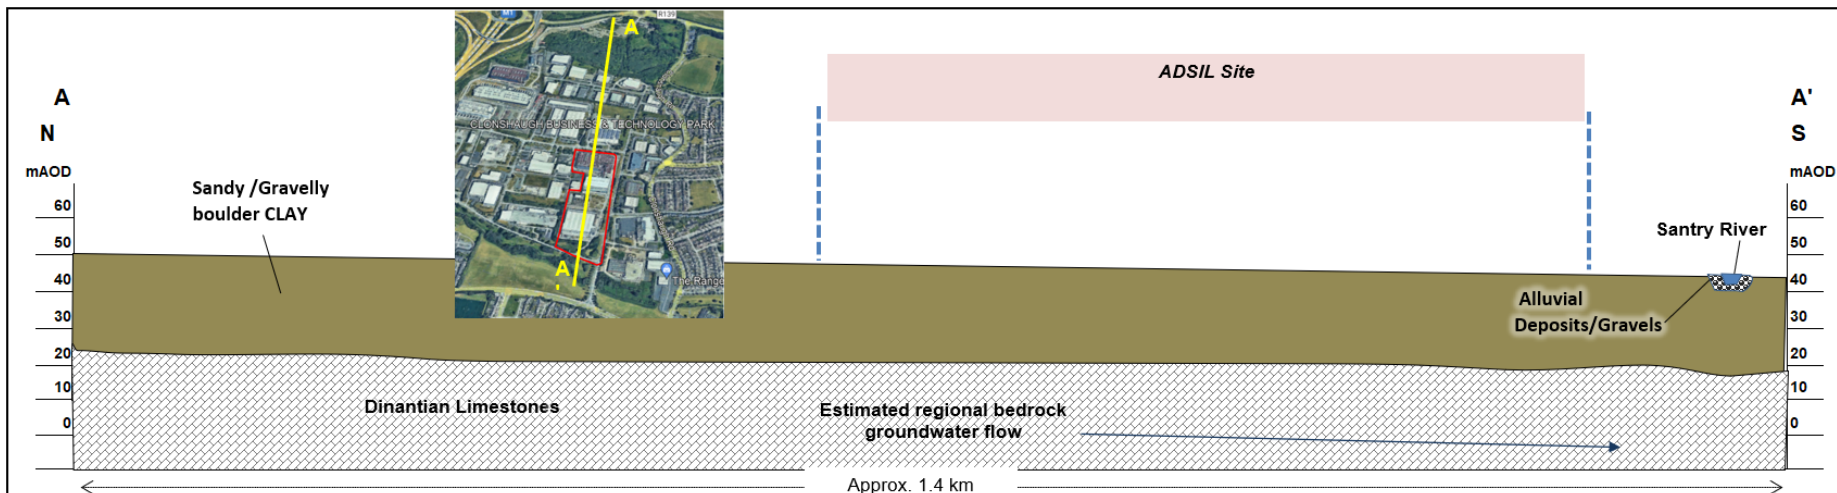 M1
R139
A
CLONSHAUGH BUSINESS & TECHNOLOGY PARK
A
'
The Range
ADSIL Site
A
N
mAOD
60
50
40
30
20
10
0
A'
S
mAOD
60
50
40
30
20
10
0
Sandy /Gravelly
boulder CLAY
Santry River
Alluvial
Deposits/Gravels
Dinantian Limestones
Estimated regional bedrock
groundwater flow
Approx. 1.4 km